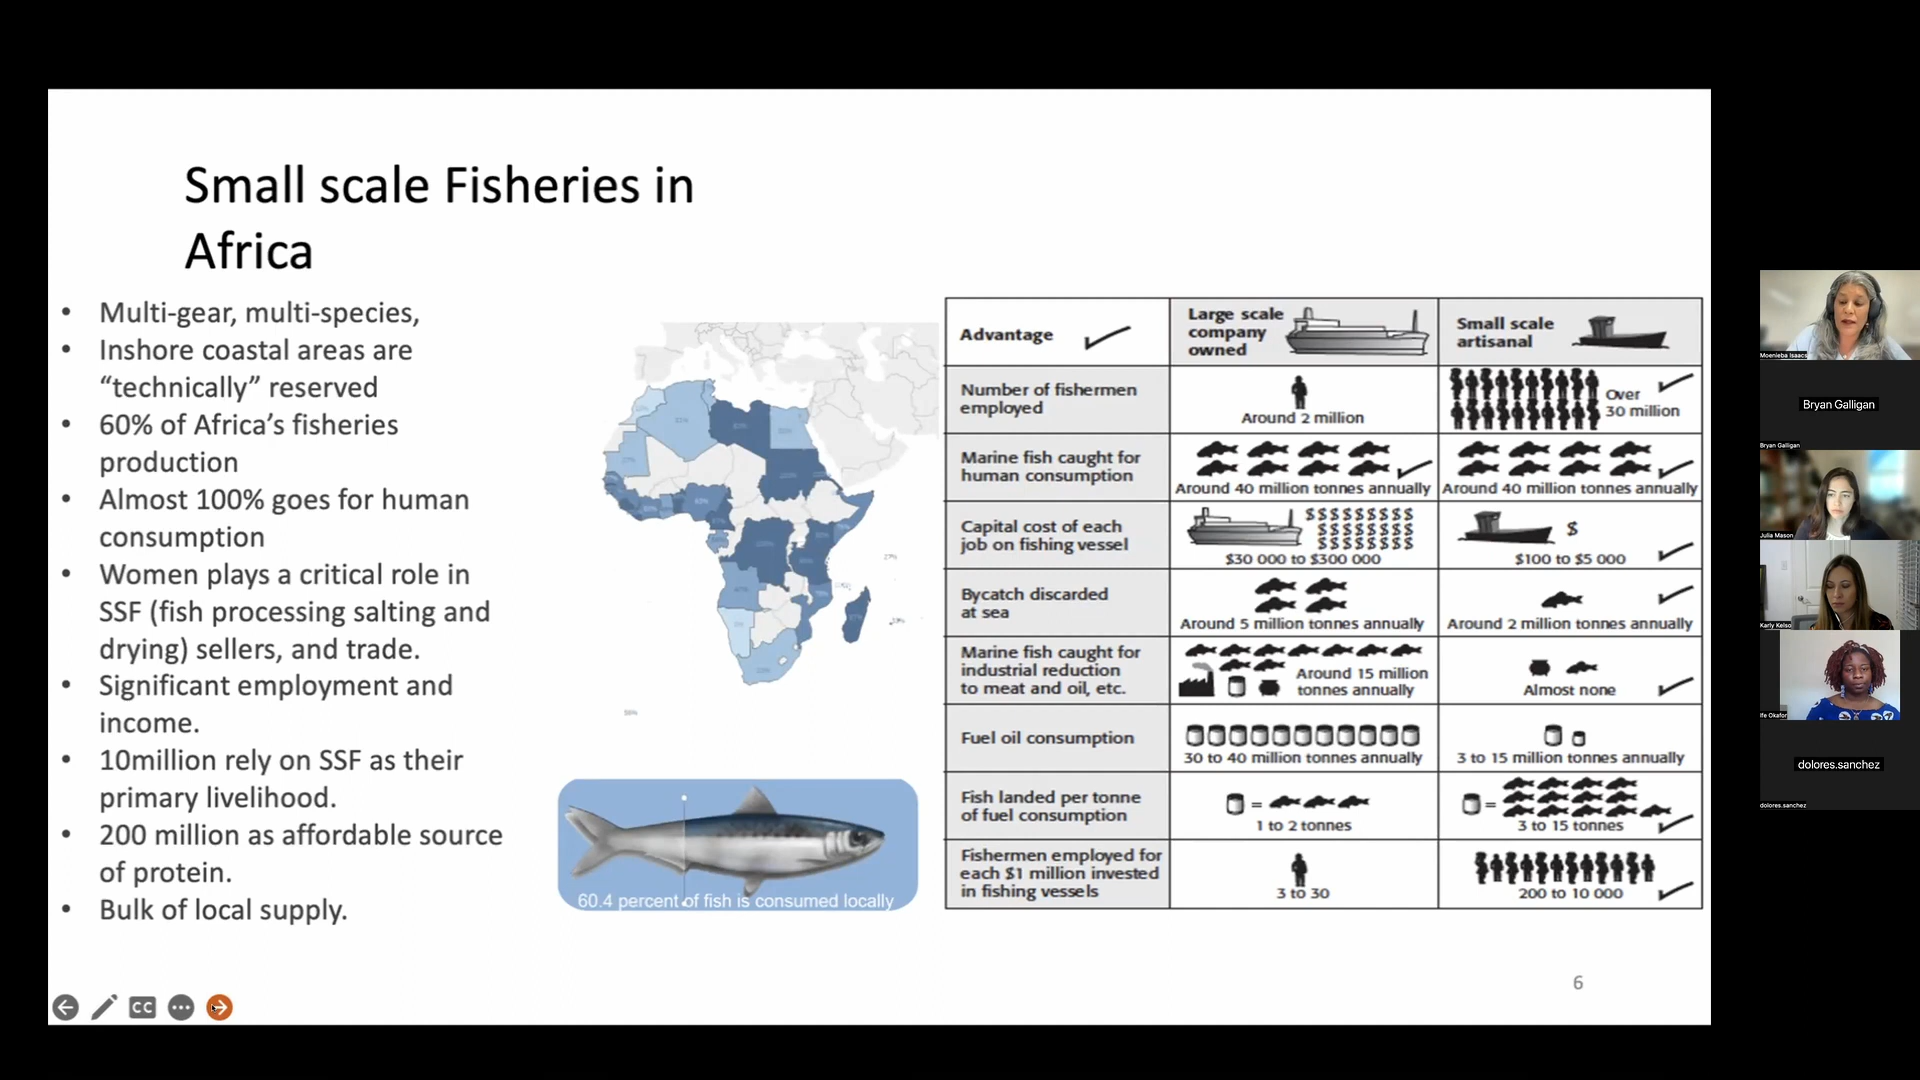 Small scale Fisheries in
Africa
• Multi-gear, multi-species,
• Inshore coastal areas are
“technically” reserved
• 60% of Africa’s fisheries
production
• Almost 100% goes for human
consumption
• Women plays a critical role in
SSF (fish processing salting and
drying) sellers, and trade.
• Significant employment and
income.
• 10million rely on SSF as their
primary livelihood.
• 200 million as affordable source
of protein.
• Bulk of local supply.
60.4 percent of fish is consumed locally
Advantage
Large scale
company
owned
Small scale
artisanal
Number of fishermen
employed
Around 2 million
Over
30 million
Marine fish caught for
human consumption
Around 40 million tonnes annually
Around 40 million tonnes annually
Capital cost of each
job on fishing vessel
$$$$$$$$$
$$$$$$$$
$$$$$$$$
$30 000 to $300 000
$
$100 to $5 000
Bycatch discarded
at sea
Around 5 million tonnes annually
Around 2 million tonnes annually
Marine fish caught for
industrial reduction
to meat and oil, etc.
Around 15 million
tonnes annually
Almost none
Fuel oil consumption
30 to 40 million tonnes annually
3 to 15 million tonnes annually
Fish landed per tonne
of fuel consumption
=
1 to 2 tonnes
=
3 to 15 tonnes
Fishermen employed for
each $1 million invested
in fishing vessels
3 to 30
200 to 10 000
6
CC
Moenieba Isaacs
Bryan Galligan
Bryan Galligan
Julia Mason
Karly Kelso
Ife Okafor
dolores.sanchez
dolores.sanchez